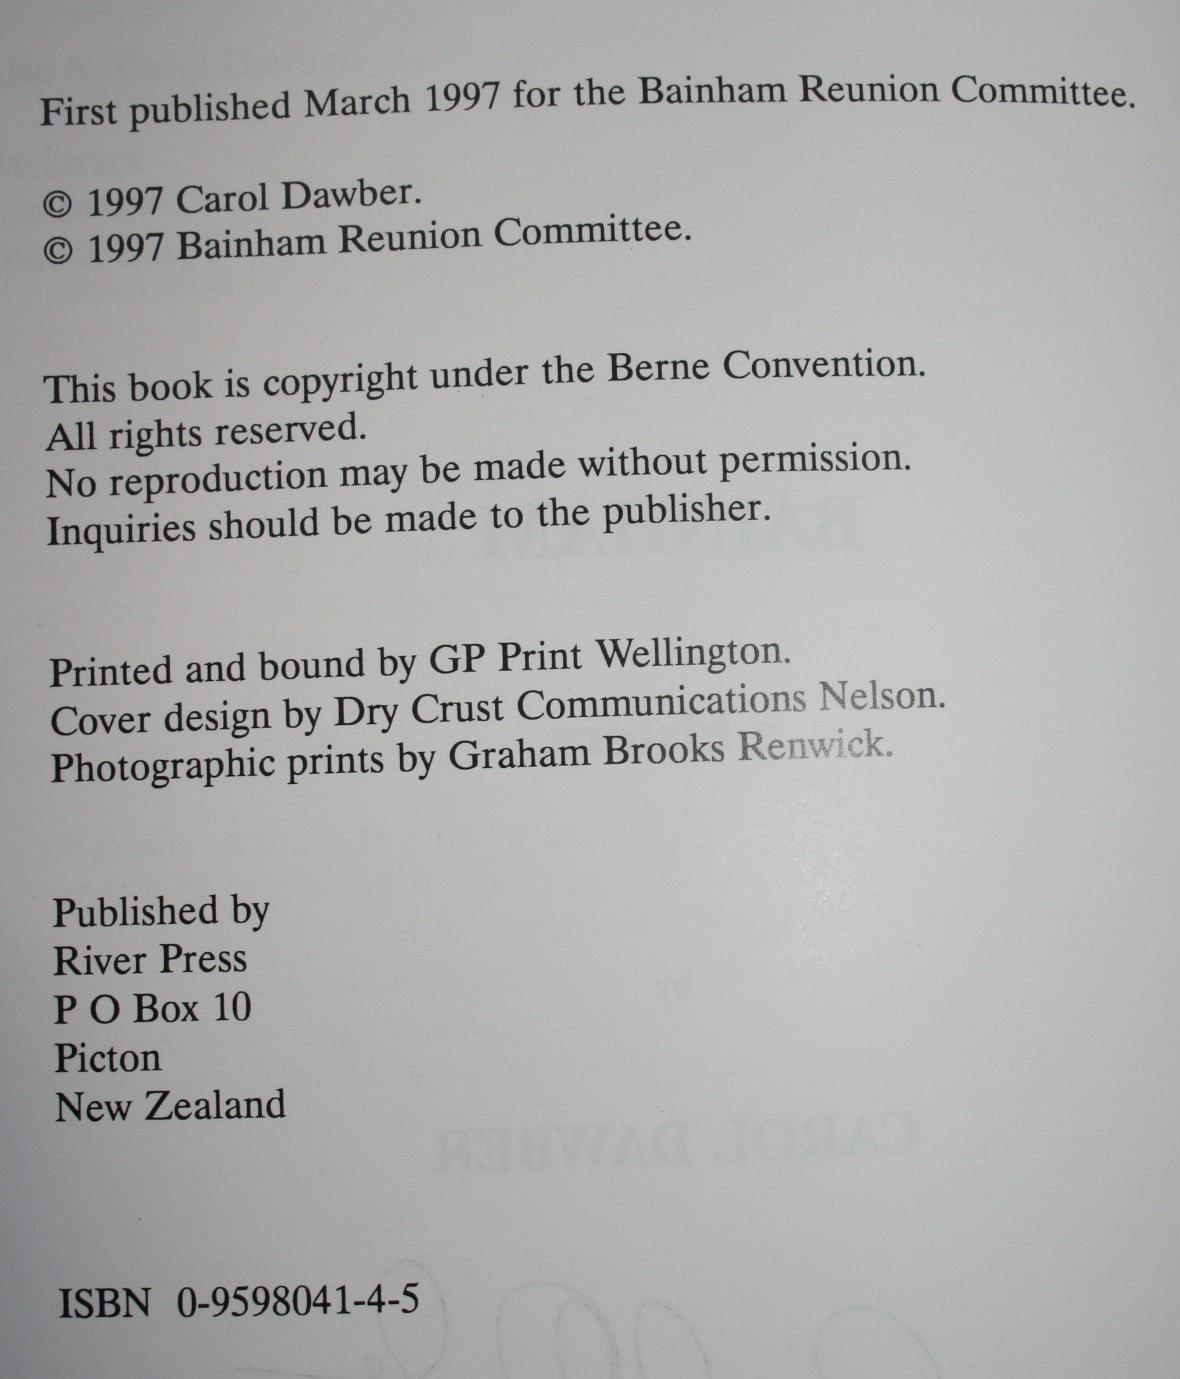 First published March 1997 for the Bainham Reunion Committee.
© 1997 Carol Dawber.
© 1997 Bainham Reunion Committee.
This book is copyright under the Berne Convention.
All rights reserved.
No reproduction may be made without permission.
Inquiries should be made to the publisher.
Printed and bound by GP Print Wellington.
Cover design by Dry Crust Communications Nelson.
Photographic prints by Graham Brooks Renwick.
Published by
River Press
P O Box 10
Picton
New Zealand
ISBN 0-9598041-4-5